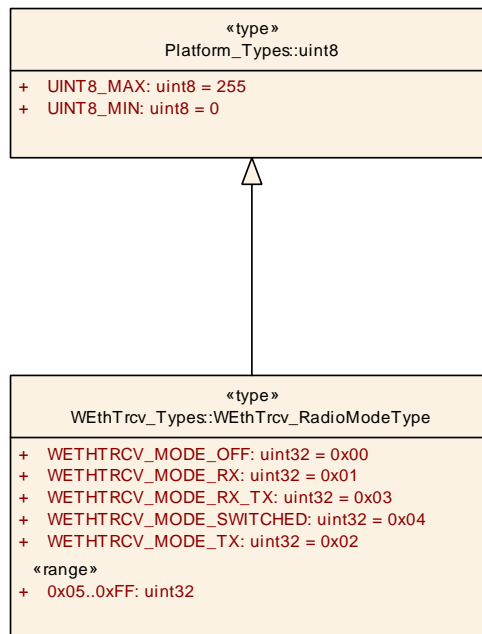 «type»
Platform_Types::uint8
+ UINT8_MAX: uint8 = 255
+ UINT8_MIN: uint8 = 0
«type»
WEthTrcv_Types::WEthTrcv_RadioModeType
+ WETHTRCV_MODE_OFF: uint32 = 0x00
+ WETHTRCV_MODE_RX: uint32 = 0x01
+ WETHTRCV_MODE_RX_TX: uint32 = 0x03
+ WETHTRCV_MODE_SWITCHED: uint32 = 0x04
+ WETHTRCV_MODE_TX: uint32 = 0x02
«range»
+ 0x05..0xFF: uint32